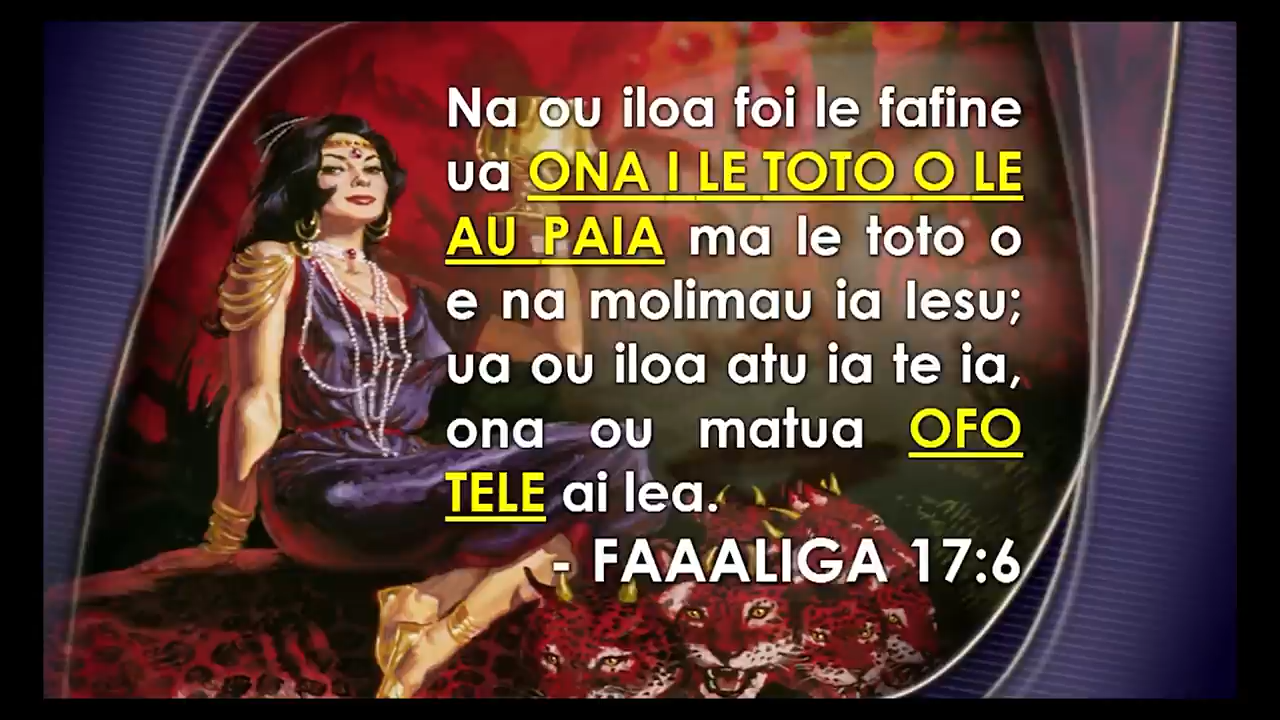 Na ou iloa foi le fafine
ua ONA I LE TOTO O LE
AU PAIA ma le toto o
e na molimau ia Iesu;
ua ou iloa atu ia te ia,
ona ou matua OFO
TELE ai lea.
- FAAALIGA 17:6